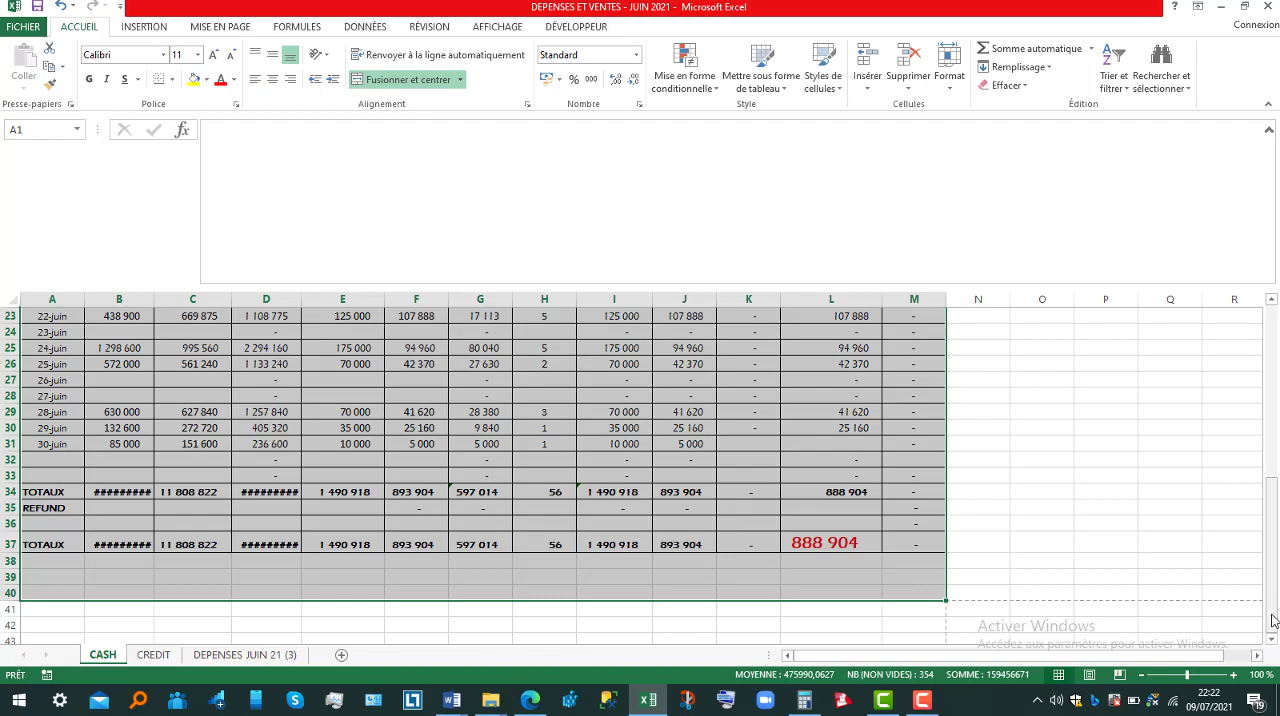 DEPENSES ET VENTES - JUIN 2021 - Microsoft Excel
FICHIER ACCUEIL INSERTION MISE EN PAGE FORMULES DONNÉES RÉVISION AFFICHAGE DÉVELOPPEUR Connexion
Coller Calibri 11 Renvoyer à la ligne automatiquement Standard Somme automatique
G I S A Fusionner et centrer % 000 Mise en forme conditionnelle Mettre sous forme de tableau Styles de cellules Insérer Supprimer Format Remplissage Effacer Trier et filtrer Rechercher et sélectionner
Presse-papiers Police Alignement Nombre Style Cellules Édition
A1 fx
A B C D E F G H I J K L M N O P Q R
23 22-juin 438 900 669 875 1 108 775 125 000 107 888 17 113 5 125 000 107 888 - 107 888 -
24 23-juin - - - - - - -
25 24-juin 1 298 600 995 560 2 294 160 175 000 94 960 80 040 5 175 000 94 960 - 94 960 -
26 25-juin 572 000 561 240 1 133 240 70 000 42 370 27 630 2 70 000 42 370 - 42 370 -
27 26-juin - - - - - - -
28 27-juin - - - - - - -
29 28-juin 630 000 627 840 1 257 840 70 000 41 620 28 380 3 70 000 41 620 - 41 620 -
30 29-juin 132 600 272 720 405 320 35 000 25 160 9 840 1 35 000 25 160 - 25 160 -
31 30-juin 85 000 151 600 236 600 10 000 5 000 5 000 1 10 000 5 000
32 - - - - - -
33 - - - - - -
34 TOTAUX ######### 11 808 822 ######### 1 490 918 893 904 597 014 56 1 490 918 893 904 - 888 904 -
35 REFUND - - - - -
36 -
37 TOTAUX ######### 11 808 822 ######### 1 490 918 893 904 597 014 56 1 490 918 893 904 - 888 904 -
38
39
40
41
42
43
Activer Windows
Accédez aux paramètres pour activer Windows.
CASH CREDIT DEPENSES JUIN 21 (3)
PRÊT MOYENNE : 475990,0627 NB (NON VIDES) : 354 SOMME : 159456671 100 %
22:22
09/07/2021
19